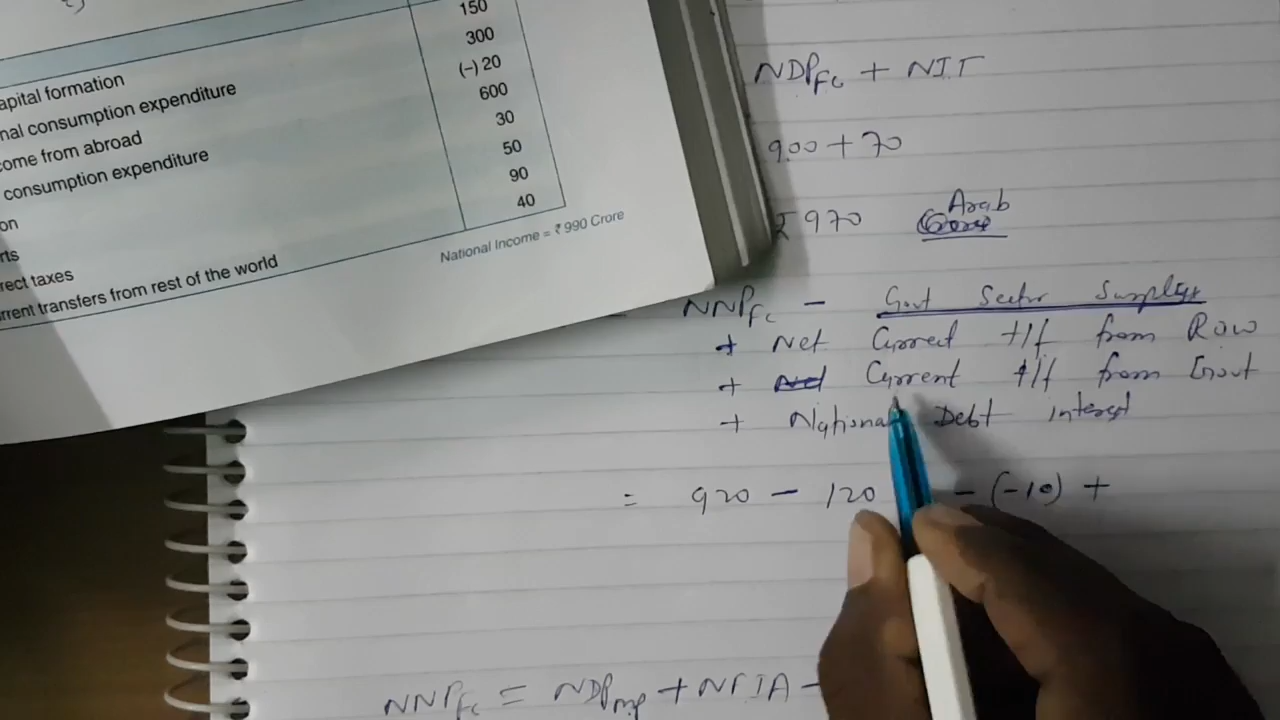 150
apital formation 300
nal consumption expenditure (–) 20
ome from abroad 600
consumption expenditure 30
on 50
rts 90
rect taxes 40
rrent transfers from rest of the world
National Income = ₹ 990 Crore
NDPFC + NIT
900 + 70
₹ 970 Arab
NNPFC - Govt Sector Surplus
+ Net Current t/f from ROW
+ Current t/f from Govt
+ National Debt interest
= 920 - 120 - (-10) +
NNPFC = NDPMP + NFIA -